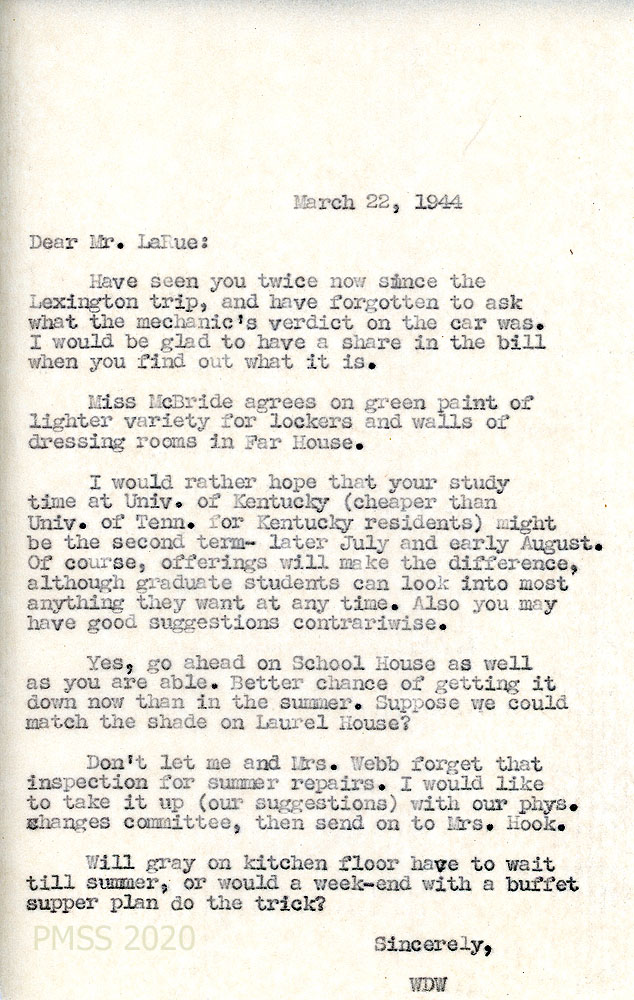 March 22, 1944
Dear Mr. LaRue:
Have seen you twice now since the
Lexington trip, and have forgotten to ask
what the mechanic's verdict on the car was.
I would be glad to have a share in the bill
when you find out what it is.
Miss McBride agrees on green paint of
lighter variety for lockers and walls of
dressing rooms in Far House.
I would rather hope that your study
time at Univ. of Kentucky (cheaper than
Univ. of Tenn. for Kentucky residents) might
be the second term- later July and early August.
Of course, offerings will make the difference,
although graduate students can look into most
anything they want at any time. Also you may
have good suggestions contrariwise.
Yes, go ahead on School House as well
as you are able. Better chance of getting it
down now than in the summer. Suppose we could
match the shade on Laurel House?
Don't let me and Mrs. Webb forget that
inspection for summer repairs. I would like
to take it up (our suggestions) with our phys.
changes committee, then send on to Mrs. Hook.
Will gray on kitchen floor have to wait
till summer, or would a week-end with a buffet
supper plan do the trick?
PMSS 2020
Sincerely,
WDW